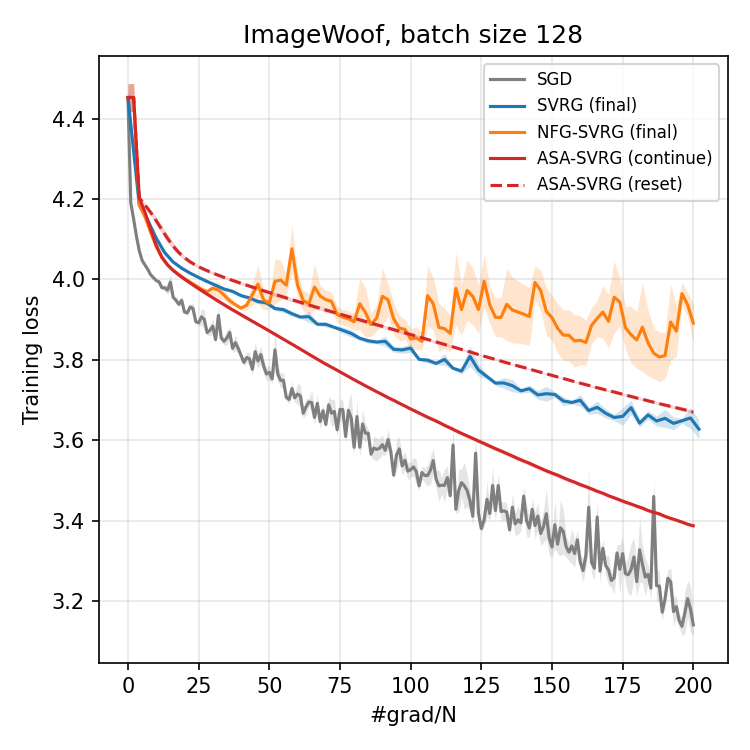 ImageWoof, batch size 128
SGD
SVRG (final)
NFG-SVRG (final)
ASA-SVRG (continue)
ASA-SVRG (reset)
Training loss
4.4
4.2
4.0
3.8
3.6
3.4
3.2
0 25 50 75 100 125 150 175 200
#grad/N